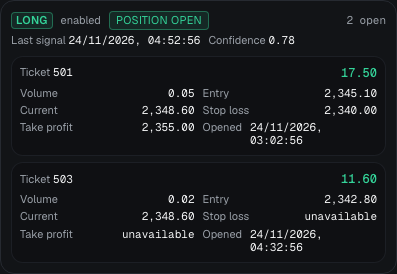 LONG enabled POSITION OPEN 2 open
Last signal 24/11/2026, 04:52:56 Confidence 0.78
Ticket 501 17.50
Volume 0.05 Entry 2,345.10
Current 2,348.60 Stop loss 2,340.00
Take profit 2,355.00 Opened 24/11/2026,
03:02:56
Ticket 503 11.60
Volume 0.02 Entry 2,342.80
Current 2,348.60 Stop loss unavailable
Take profit unavailable Opened 24/11/2026,
04:32:56